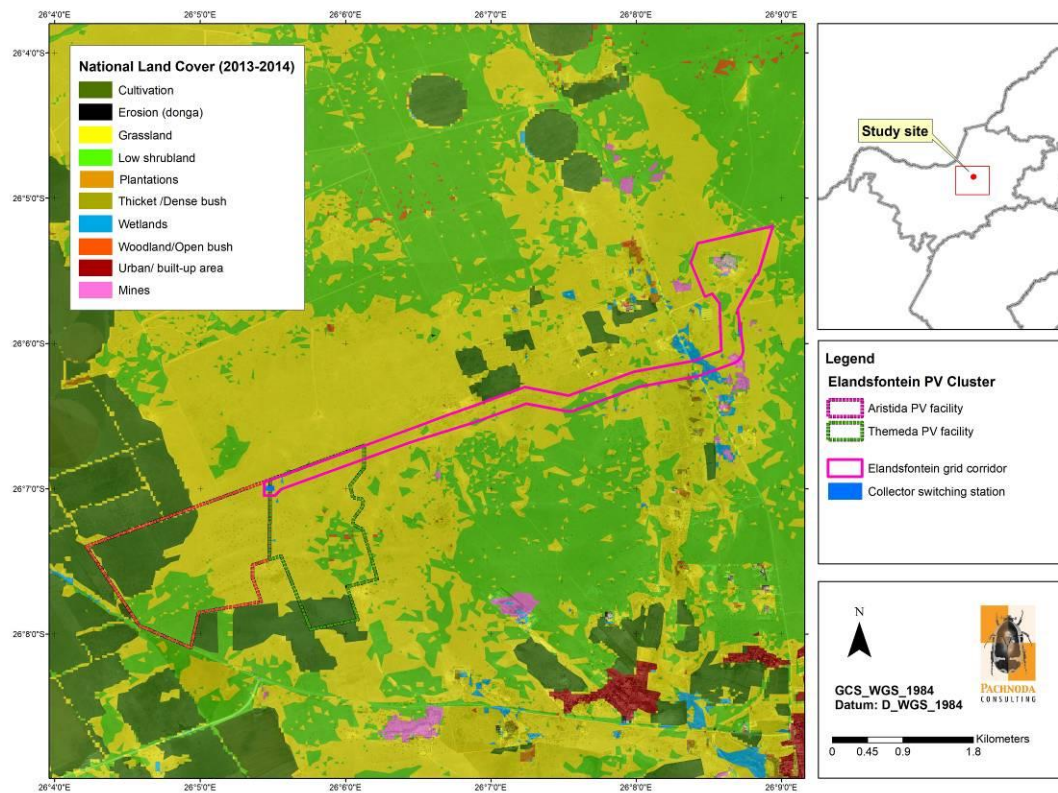 26°4'0"E 26°5'0"E 26°6'0"E 26°7'0"E 26°8'0"E 26°9'0"E
26°4'0"S
26°5'0"S
26°6'0"S
26°7'0"S
26°8'0"S
National Land Cover (2013-2014)
Cultivation
Erosion (donga)
Grassland
Low shrubland
Plantations
Thicket /Dense bush
Wetlands
Woodland/Open bush
Urban/ built-up area
Mines
26°4'0"E 26°5'0"E 26°6'0"E 26°7'0"E 26°8'0"E 26°9'0"E
Study site
Legend
Elandsfontein PV Cluster
Aristida PV facility
Themeda PV facility
Elandsfontein grid corridor
Collector switching station
N
PACHNODA
CONSULTING
GCS_WGS_1984
Datum: D_WGS_1984
Kilometers
0 0.45 0.9 1.8